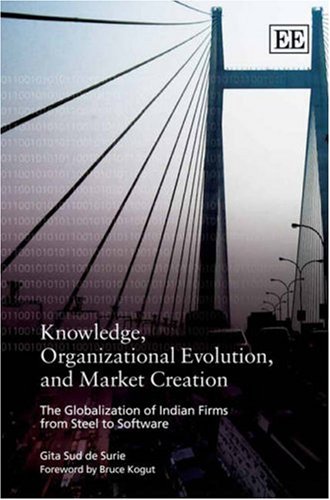 EE
Knowledge,
Organizational Evolution,
and Market Creation
The Globalization of Indian Firms
from Steel to Software
Gita Sud de Surie
Foreword by Bruce Kogut